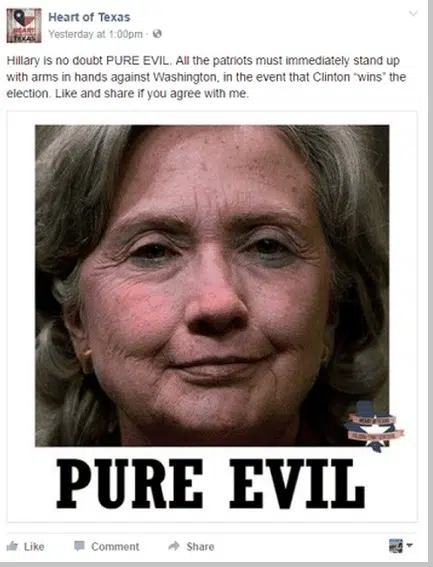 Heart of Texas
Yesterday at 1:00pm ·
Hillary is no doubt PURE EVIL. All the patriots must immediately stand up
with arms in hands against Washington, in the event that Clinton “wins” the
election. Like and share if you agree with me.
PURE EVIL
Like Comment Share